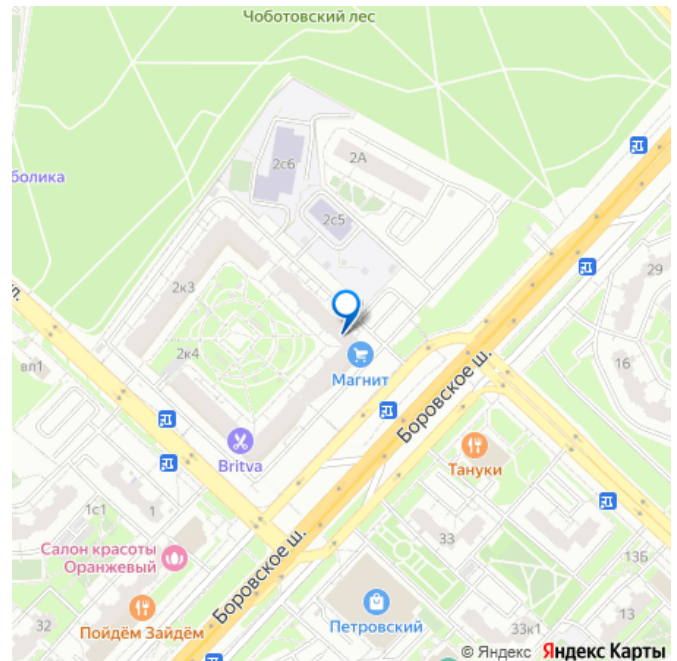 Чоботовский лес
2А
2с6
болика
2с5
2к3
29
л.
2к4
16
вл1
Магнит
Боровское ш.
Britva
Тануки
1с1
1
33
Салон красоты
Оранжевый
Боровское ш.
13Б
32
Пойдём Зайдём
Петровский
33к1
13
© Яндекс Яндекс Карты